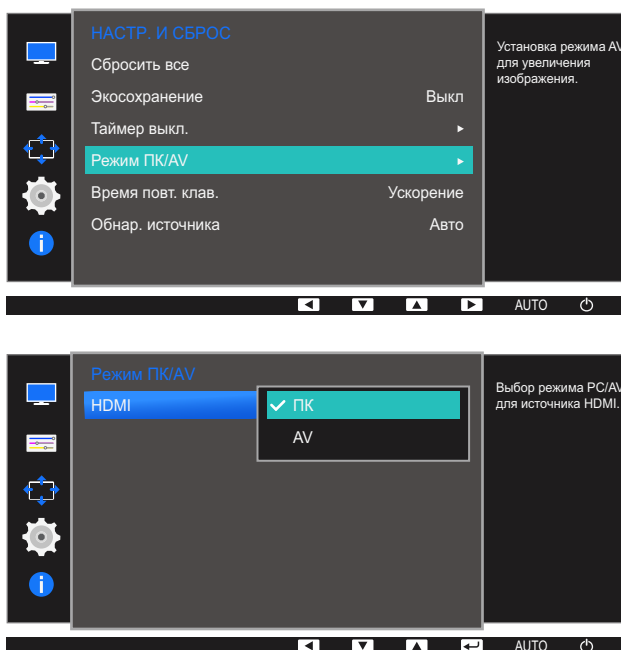 НАСТР. И СБРОС
Сбросить все
Экосохранение Выкл
Таймер выкл.
Режим ПК/AV
Время повт. клав. Ускорение
Обнар. источника Авто
Установка режима AV
для увеличения
изображения.
AUTO
Режим ПК/AV
HDMI
ПК
AV
Выбор режима PC/AV
для источника HDMI.
AUTO